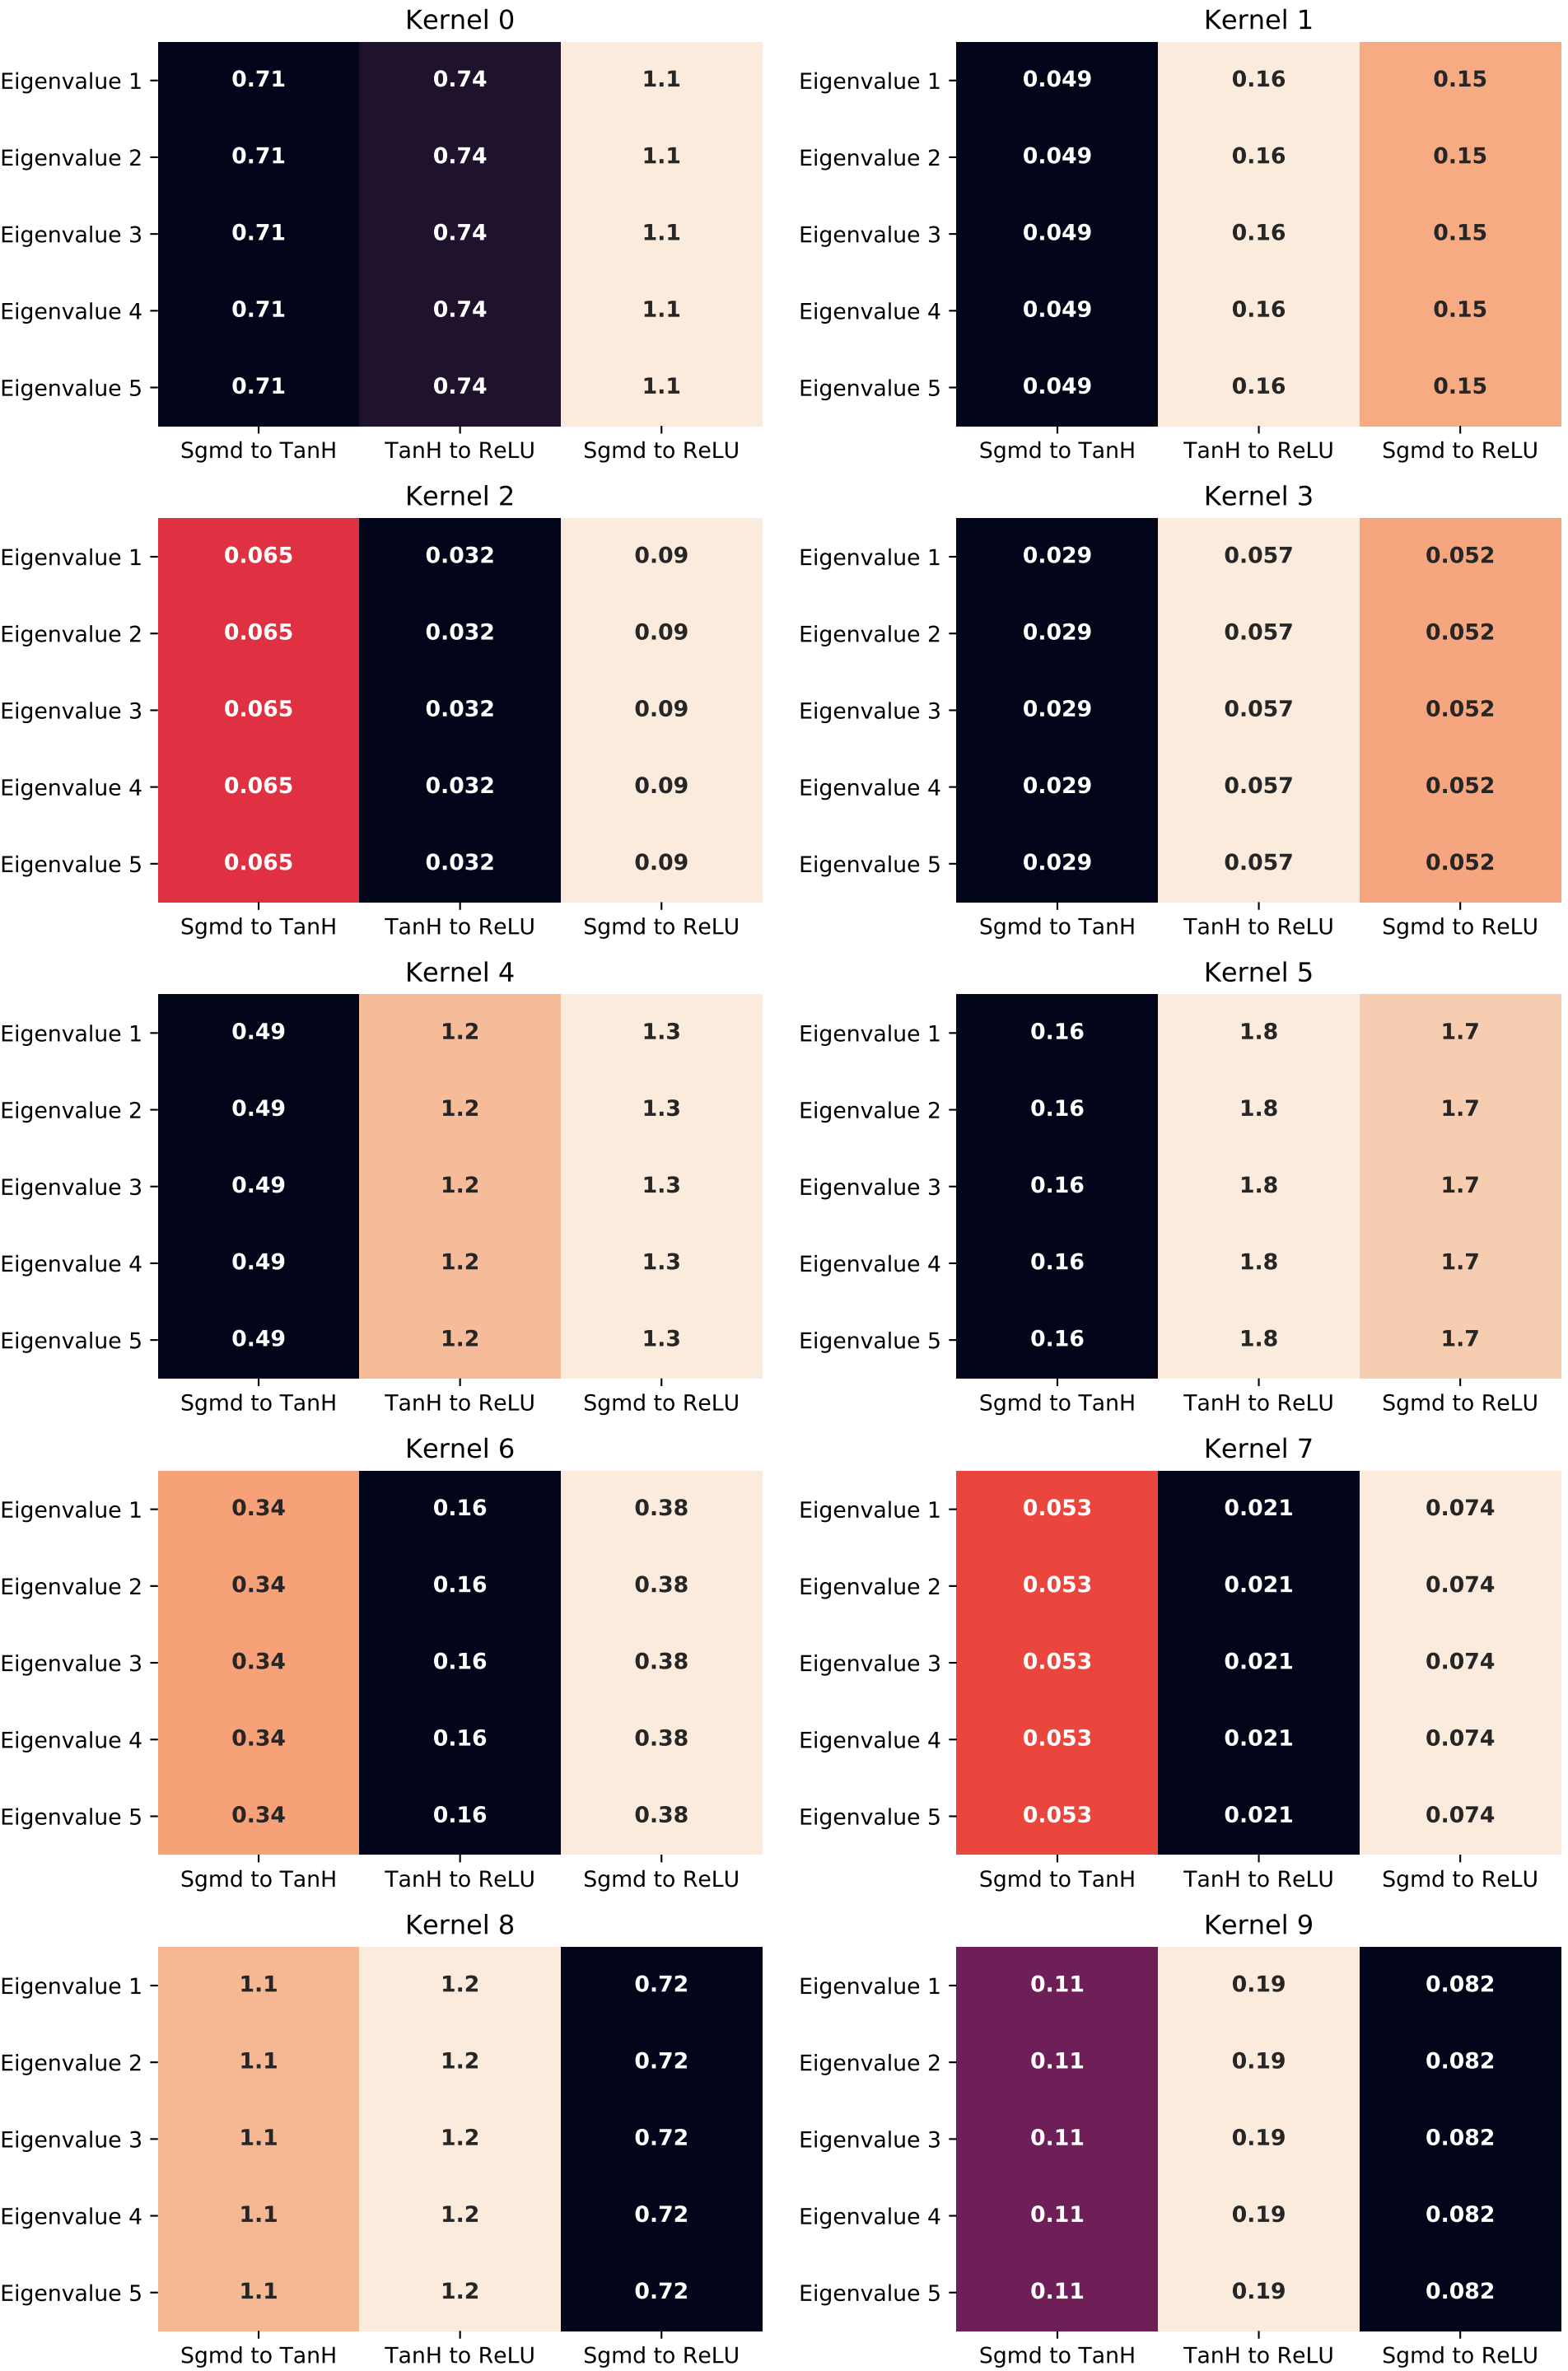 Kernel 0
Eigenvalue 1 0.71 0.74 1.1
Eigenvalue 2 0.71 0.74 1.1
Eigenvalue 3 0.71 0.74 1.1
Eigenvalue 4 0.71 0.74 1.1
Eigenvalue 5 0.71 0.74 1.1
Sgmd to TanH TanH to ReLU Sgmd to ReLU
Kernel 1
Eigenvalue 1 0.049 0.16 0.15
Eigenvalue 2 0.049 0.16 0.15
Eigenvalue 3 0.049 0.16 0.15
Eigenvalue 4 0.049 0.16 0.15
Eigenvalue 5 0.049 0.16 0.15
Sgmd to TanH TanH to ReLU Sgmd to ReLU
Kernel 2
Eigenvalue 1 0.065 0.032 0.09
Eigenvalue 2 0.065 0.032 0.09
Eigenvalue 3 0.065 0.032 0.09
Eigenvalue 4 0.065 0.032 0.09
Eigenvalue 5 0.065 0.032 0.09
Sgmd to TanH TanH to ReLU Sgmd to ReLU
Kernel 3
Eigenvalue 1 0.029 0.057 0.052
Eigenvalue 2 0.029 0.057 0.052
Eigenvalue 3 0.029 0.057 0.052
Eigenvalue 4 0.029 0.057 0.052
Eigenvalue 5 0.029 0.057 0.052
Sgmd to TanH TanH to ReLU Sgmd to ReLU
Kernel 4
Eigenvalue 1 0.49 1.2 1.3
Eigenvalue 2 0.49 1.2 1.3
Eigenvalue 3 0.49 1.2 1.3
Eigenvalue 4 0.49 1.2 1.3
Eigenvalue 5 0.49 1.2 1.3
Sgmd to TanH TanH to ReLU Sgmd to ReLU
Kernel 5
Eigenvalue 1 0.16 1.8 1.7
Eigenvalue 2 0.16 1.8 1.7
Eigenvalue 3 0.16 1.8 1.7
Eigenvalue 4 0.16 1.8 1.7
Eigenvalue 5 0.16 1.8 1.7
Sgmd to TanH TanH to ReLU Sgmd to ReLU
Kernel 6
Eigenvalue 1 0.34 0.16 0.38
Eigenvalue 2 0.34 0.16 0.38
Eigenvalue 3 0.34 0.16 0.38
Eigenvalue 4 0.34 0.16 0.38
Eigenvalue 5 0.34 0.16 0.38
Sgmd to TanH TanH to ReLU Sgmd to ReLU
Kernel 7
Eigenvalue 1 0.053 0.021 0.074
Eigenvalue 2 0.053 0.021 0.074
Eigenvalue 3 0.053 0.021 0.074
Eigenvalue 4 0.053 0.021 0.074
Eigenvalue 5 0.053 0.021 0.074
Sgmd to TanH TanH to ReLU Sgmd to ReLU
Kernel 8
Eigenvalue 1 1.1 1.2 0.72
Eigenvalue 2 1.1 1.2 0.72
Eigenvalue 3 1.1 1.2 0.72
Eigenvalue 4 1.1 1.2 0.72
Eigenvalue 5 1.1 1.2 0.72
Sgmd to TanH TanH to ReLU Sgmd to ReLU
Kernel 9
Eigenvalue 1 0.11 0.19 0.082
Eigenvalue 2 0.11 0.19 0.082
Eigenvalue 3 0.11 0.19 0.082
Eigenvalue 4 0.11 0.19 0.082
Eigenvalue 5 0.11 0.19 0.082
Sgmd to TanH TanH to ReLU Sgmd to ReLU